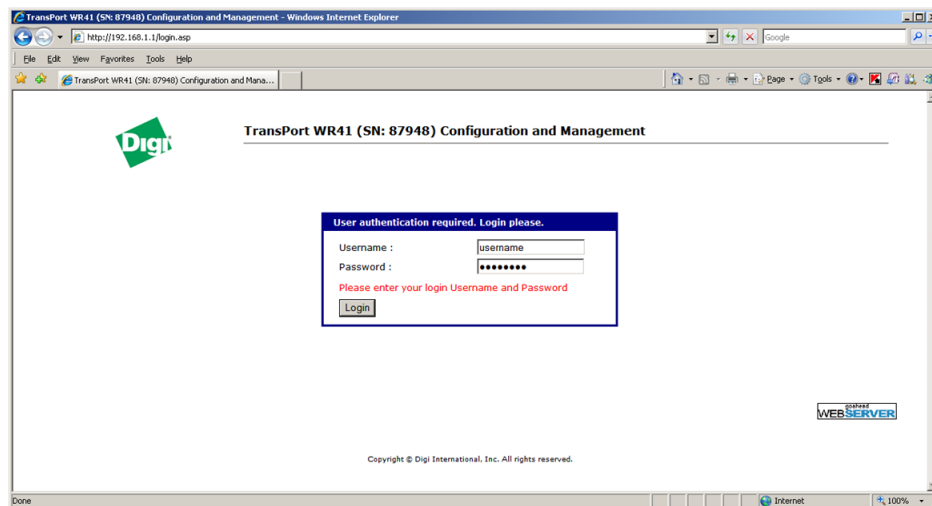 TransPort WR41 (SN: 87948) Configuration and Management - Windows Internet Explorer
http://192.168.1.1/login.asp
Google
File Edit View Favorites Tools Help
TransPort WR41 (SN: 87948) Configuration and Mana...
Page Tools
Digi
TransPort WR41 (SN: 87948) Configuration and Management
User authentication required. Login please.
Username : username
Password : ●●●●●●●●
Please enter your login Username and Password
Login
goahead
WEBSERVER
Copyright © Digi International, Inc. All rights reserved.
Done Internet 100%